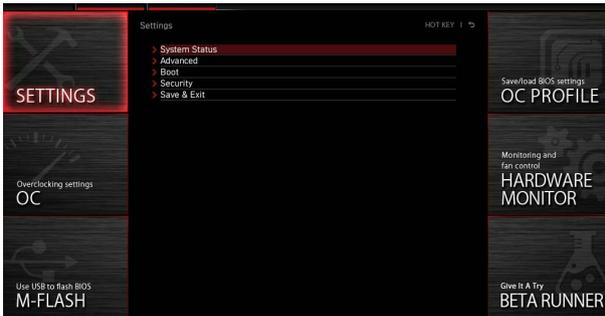 Settings
HOT KEY |
System Status
Advanced
Boot
Security
Save & Exit
SETTINGS
Overclocking settings
OC
Use USB to flash BIOS
M-FLASH
Save/load BIOS settings
OC PROFILE
Monitoring and
fan control
HARDWARE
MONITOR
Give It A Try
BETA RUNNER